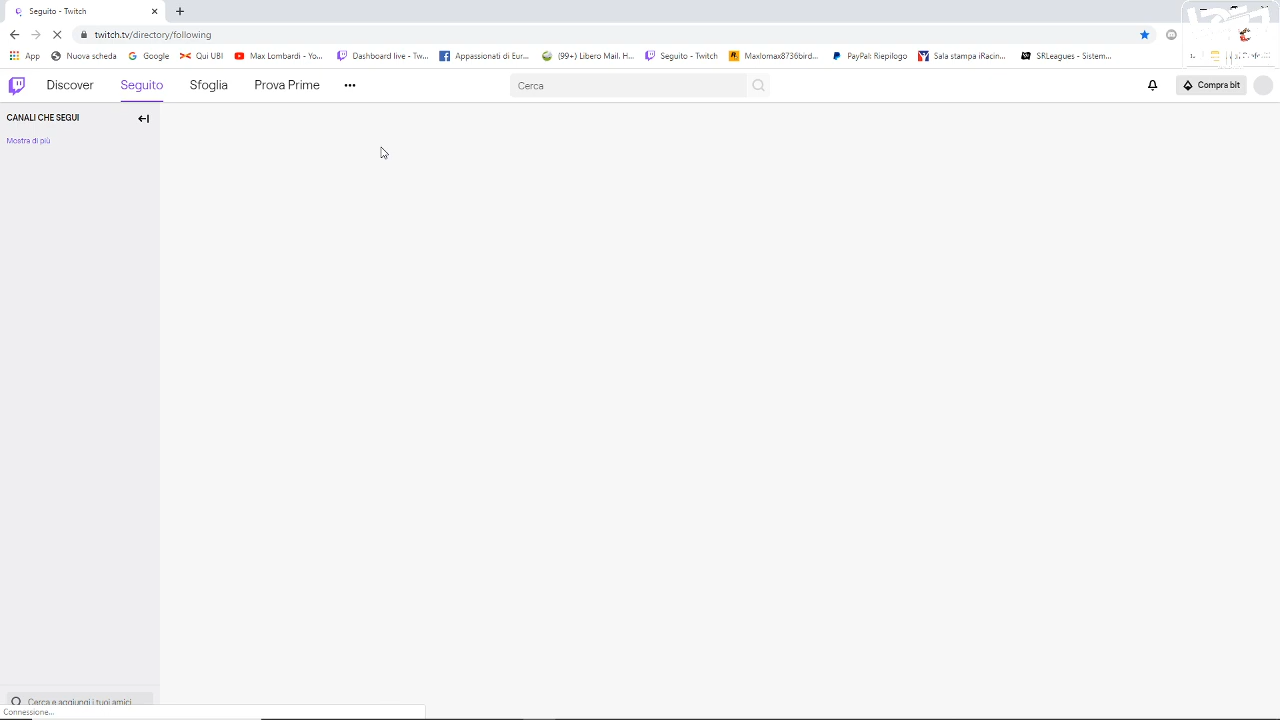 Seguito - Twitch
twitch.tv/directory/following
App Nuova scheda Google Qui UBI Max Lombardi - Yo... Dashboard live - Tw... Appassionati di Bur... (99+) Libero Mail. H... Seguito - Twitch Maxlomax8736bird... PayPal: Riepilogo Sala stampa iRacin... SRLeagues - Sistem...
Discover Seguito Sfoglia Prova Prime ••• Cerca Compra bit
CANALI CHE SEGUI
Mostra di più
Cerca e aggiungi i tuoi amici
Connessione...